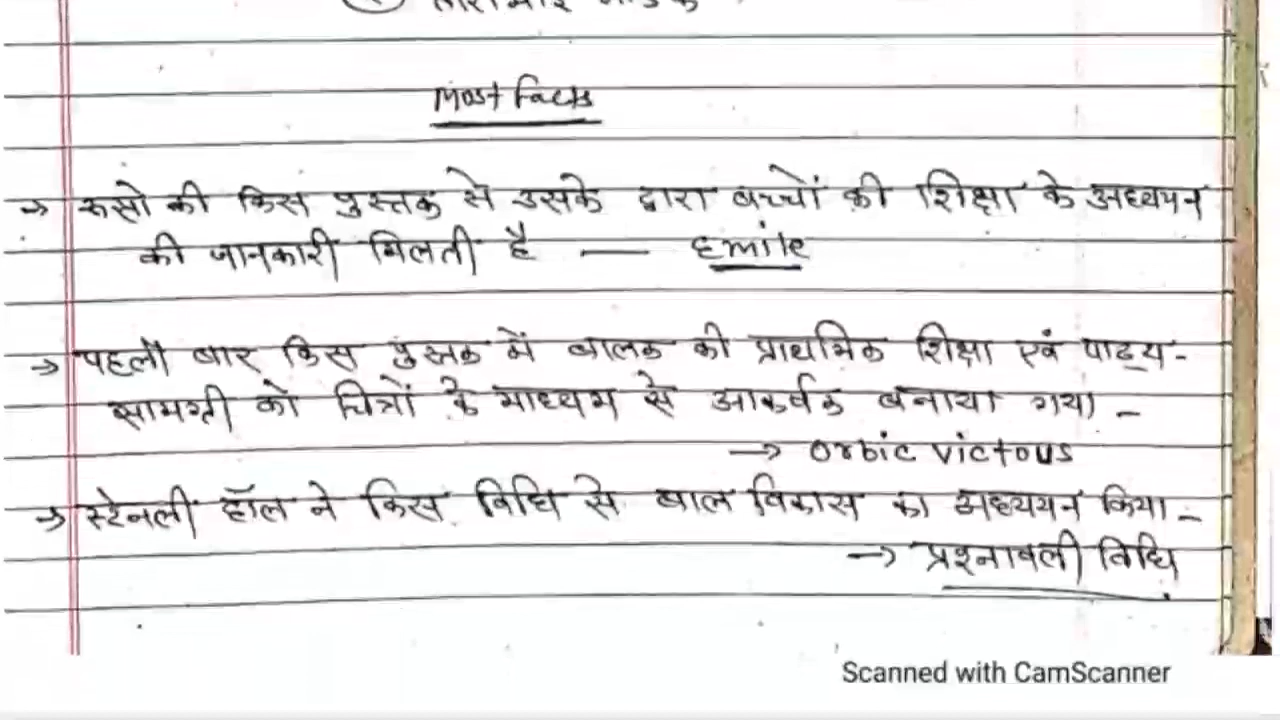 Most Facts
→ रूसो की किस पुस्तक से उसके द्वारा बच्चों की शिक्षा के अध्ययन
की जानकारी मिलती है — Emile
→ पहली बार किस पुस्तक में बालक की प्राथमिक शिक्षा एवं पाठ्य-
सामग्री को चित्रों के माध्यम से आकर्षक बनाया गया -
→ Orbic Victous
→ स्टेनली हॉल ने किस विधि से बाल विकास का अध्ययन किया -
→ प्रश्नावली विधि
Scanned with CamScanner